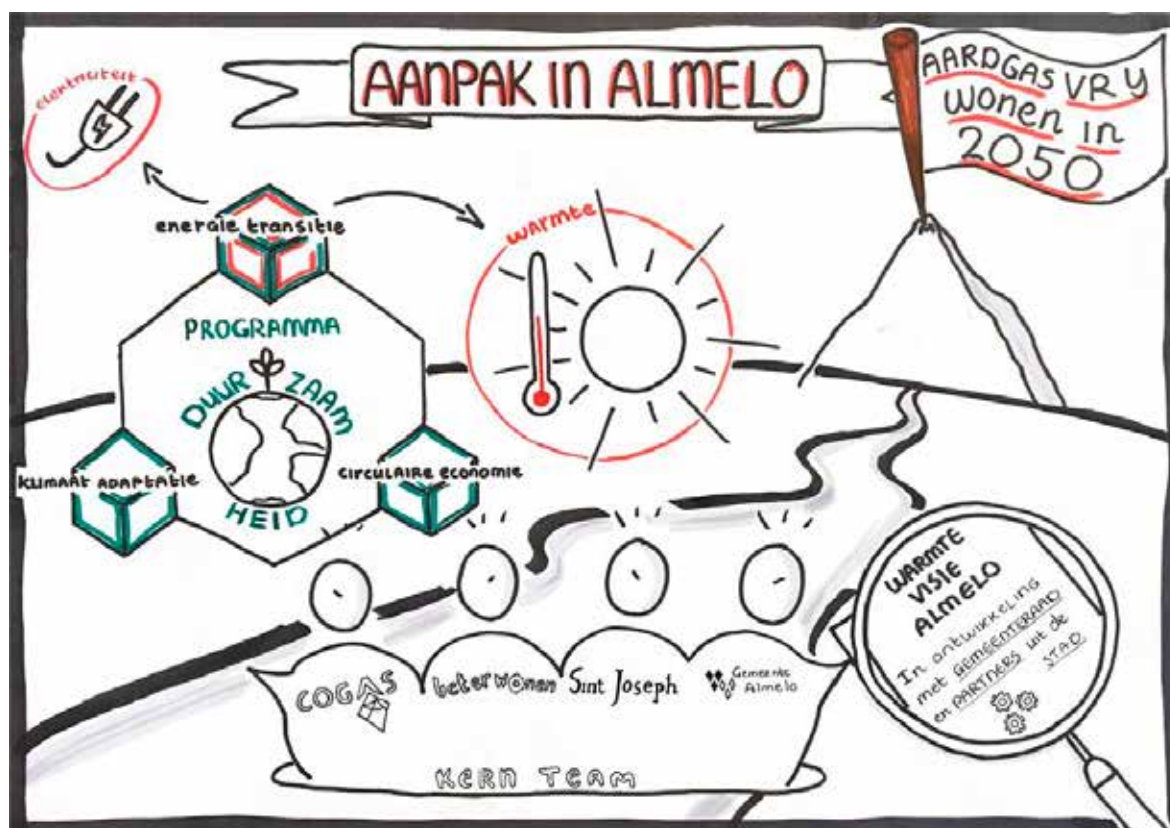 AANPAK IN ALMELO
AARDGAS VRY
WONEN IN
2050
elektriciteit
energie transitie
WARMTE
PROGRAMMA
DUUR ZAAM
HEID
KLIMAAT ADAPTATIE
CIRCULAIRE ECONOMIE
COGAS
beterwonen
Sint Joseph
Gemeente
Almelo
KERN TEAM
WARMTE
VISIE
ALMELO
In ontwikkeling
met GEMEENTERAAD
en PARTNERS uit de
STAD